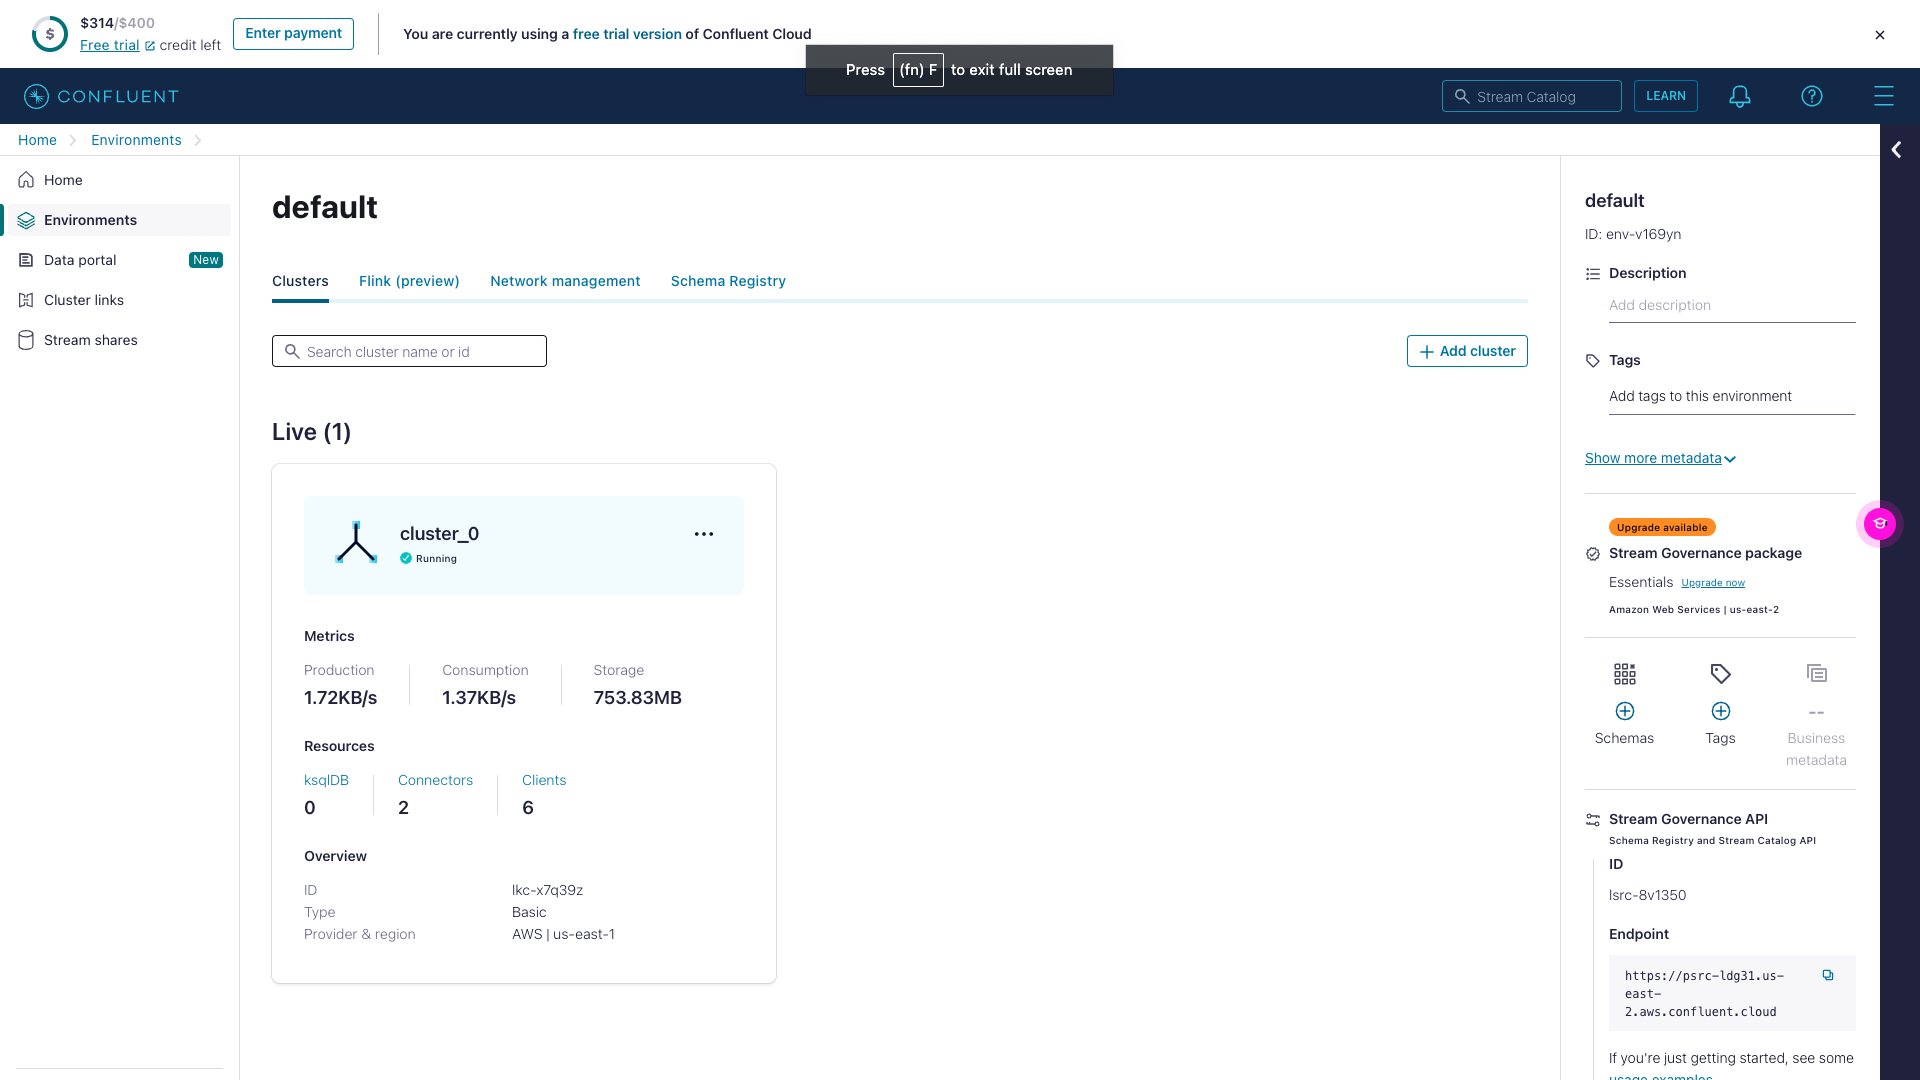 $314/$400
Free trial credit left
Enter payment
You are currently using a free trial version of Confluent Cloud
Press (fn) F to exit full screen
CONFLUENT
Stream Catalog
LEARN
Home
Environments
Home
Environments
Data portal
New
Cluster links
Stream shares
default
Clusters
Flink (preview)
Network management
Schema Registry
Search cluster name or id
Add cluster
Live (1)
cluster_0
Running
Metrics
Production
Consumption
Storage
1.72KB/s
1.37KB/s
753.83MB
Resources
ksqlDB
Connectors
Clients
0
2
6
Overview
ID
lkc-x7q39z
Type
Basic
Provider & region
AWS | us-east-1
default
ID: env-v169yn
Description
Add description
Tags
Add tags to this environment
Show more metadata
Upgrade available
Stream Governance package
Essentials Upgrade now
Amazon Web Services | us-east-2
Schemas
Tags
--
Business
metadata
Stream Governance API
Schema Registry and Stream Catalog API
ID
lsrc-8v1350
Endpoint
https://psrc-ldg31.us-
east-
2.aws.confluent.cloud
If you're just getting started, see some
usage examples